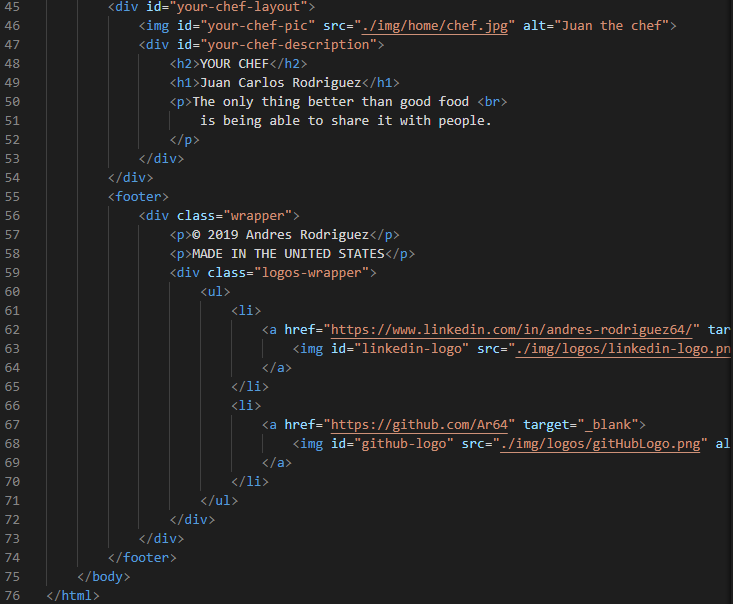 45 <div id="your-chef-layout">
46 <img id="your-chef-pic" src="./img/home/chef.jpg" alt="Juan the chef">
47 <div id="your-chef-description">
48 <h2>YOUR CHEF</h2>
49 <h1>Juan Carlos Rodriguez</h1>
50 <p>The only thing better than good food <br>
51 is being able to share it with people.
52 </p>
53 </div>
54 </div>
55 <footer>
56 <div class="wrapper">
57 <p>© 2019 Andres Rodriguez</p>
58 <p>MADE IN THE UNITED STATES</p>
59 <div class="logos-wrapper">
60 <ul>
61 <li>
62 <a href="https://www.linkedin.com/in/andres-rodriguez64/" tar
63 <img id="linkedin-logo" src="./img/logos/linkedin-logo.pn
64 </a>
65 </li>
66 <li>
67 <a href="https://github.com/Ar64" target="_blank">
68 <img id="github-logo" src="./img/logos/gitHubLogo.png" al
69 </a>
70 </li>
71 </ul>
72 </div>
73 </div>
74 </footer>
75 </body>
76 </html>